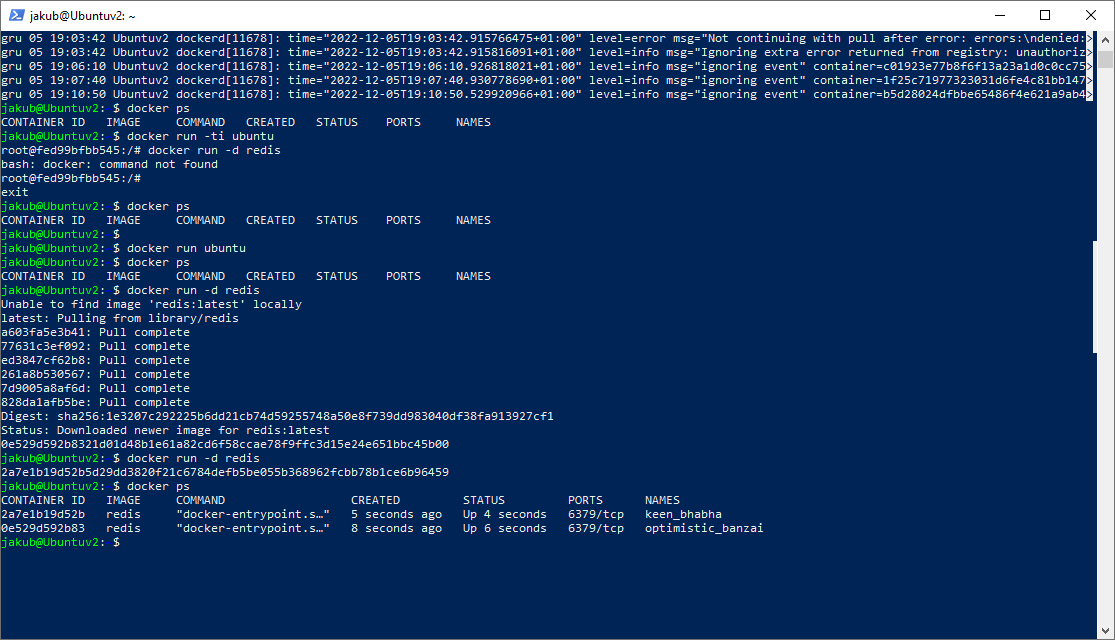 jakub@Ubuntuv2: ~
gru 05 19:03:42 Ubuntuv2 dockerd[11678]: time="2022-12-05T19:03:42.915766475+01:00" level=error msg="Not continuing with pull after error: errors:\ndenied:>
gru 05 19:03:42 Ubuntuv2 dockerd[11678]: time="2022-12-05T19:03:42.915816091+01:00" level=info msg="Ignoring extra error returned from registry: unauthoriz>
gru 05 19:06:10 Ubuntuv2 dockerd[11678]: time="2022-12-05T19:06:10.926818021+01:00" level=info msg="ignoring event" container=c01923e77b8f6f13a23a1d0c0cc75>
gru 05 19:07:40 Ubuntuv2 dockerd[11678]: time="2022-12-05T19:07:40.930778690+01:00" level=info msg="ignoring event" container=1f25c71977323031d6fe4c81bb147>
gru 05 19:10:50 Ubuntuv2 dockerd[11678]: time="2022-12-05T19:10:50.529920966+01:00" level=info msg="ignoring event" container=b5d28024dfbbe65486f4e621a9ab4>
jakub@Ubuntuv2: $ docker ps
CONTAINER ID   IMAGE     COMMAND   CREATED   STATUS    PORTS     NAMES
jakub@Ubuntuv2: $ docker run -ti ubuntu
root@fed99bfbb545:/# docker run -d redis
bash: docker: command not found
root@fed99bfbb545:/#
exit
jakub@Ubuntuv2: $ docker ps
CONTAINER ID   IMAGE     COMMAND   CREATED   STATUS    PORTS     NAMES
jakub@Ubuntuv2: $
jakub@Ubuntuv2: $ docker run ubuntu
jakub@Ubuntuv2: $ docker ps
CONTAINER ID   IMAGE     COMMAND   CREATED   STATUS    PORTS     NAMES
jakub@Ubuntuv2: $ docker run -d redis
Unable to find image 'redis:latest' locally
latest: Pulling from library/redis
a603fa5e3b41: Pull complete
77631c3ef092: Pull complete
ed3847cf62b8: Pull complete
261a8b530567: Pull complete
7d9005a8af6d: Pull complete
828da1afb5be: Pull complete
Digest: sha256:1e3207c292225b6dd21cb74d59255748a50e8f739dd983040df38fa913927cf1
Status: Downloaded newer image for redis:latest
0e529d592b8321d01d48b1e61a82cd6f58ccae78f9ffc3d15e24e651bbc45b00
jakub@Ubuntuv2: $ docker run -d redis
2a7e1b19d52b5d29dd3820f21c6784defb5be055b368962fcbb78b1ce6b96459
jakub@Ubuntuv2: $ docker ps
CONTAINER ID   IMAGE     COMMAND                  CREATED         STATUS         PORTS      NAMES
2a7e1b19d52b   redis     "docker-entrypoint.s…"   5 seconds ago   Up 4 seconds   6379/tcp   keen_bhabha
0e529d592b83   redis     "docker-entrypoint.s…"   8 seconds ago   Up 6 seconds   6379/tcp   optimistic_banzai
jakub@Ubuntuv2: $